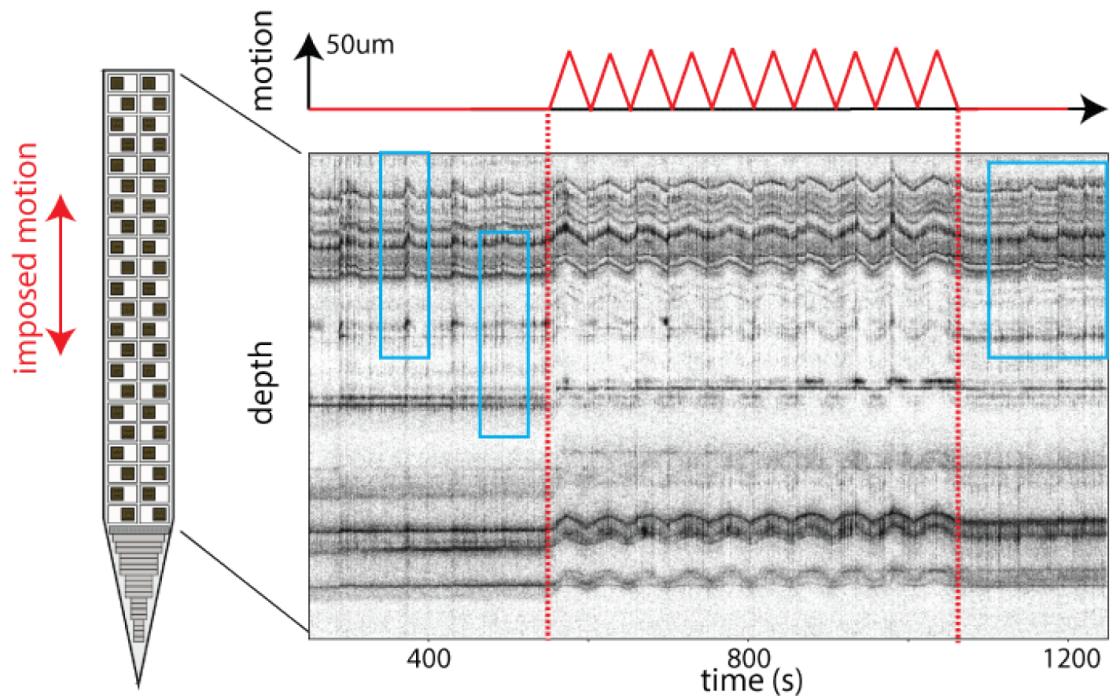 50um
motion
imposed motion
depth
400
800
1200
time (s)